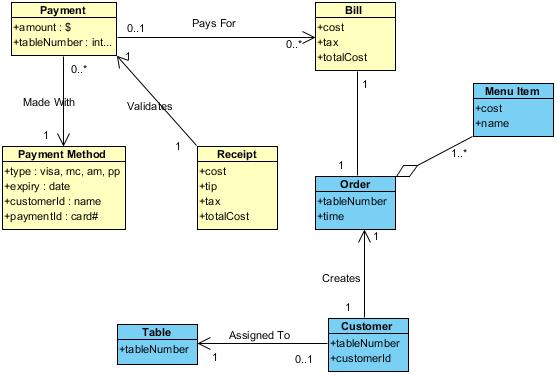 Payment
+amount : $
+tableNumber : int...
0..1
Pays For
0..*
Bill
+cost
+tax
+totalCost
0..*
Made With
1
1
Validates
1
1
1
Menu Item
+cost
+name
1..*
Payment Method
+type : visa, mc, am, pp
+expiry : date
+customerId : name
+paymentId : card#
Receipt
+cost
+tip
+tax
+totalCost
Order
+tableNumber
+time
1
Creates
1
Table
+tableNumber
1
Assigned To
0..1
Customer
+tableNumber
+customerId